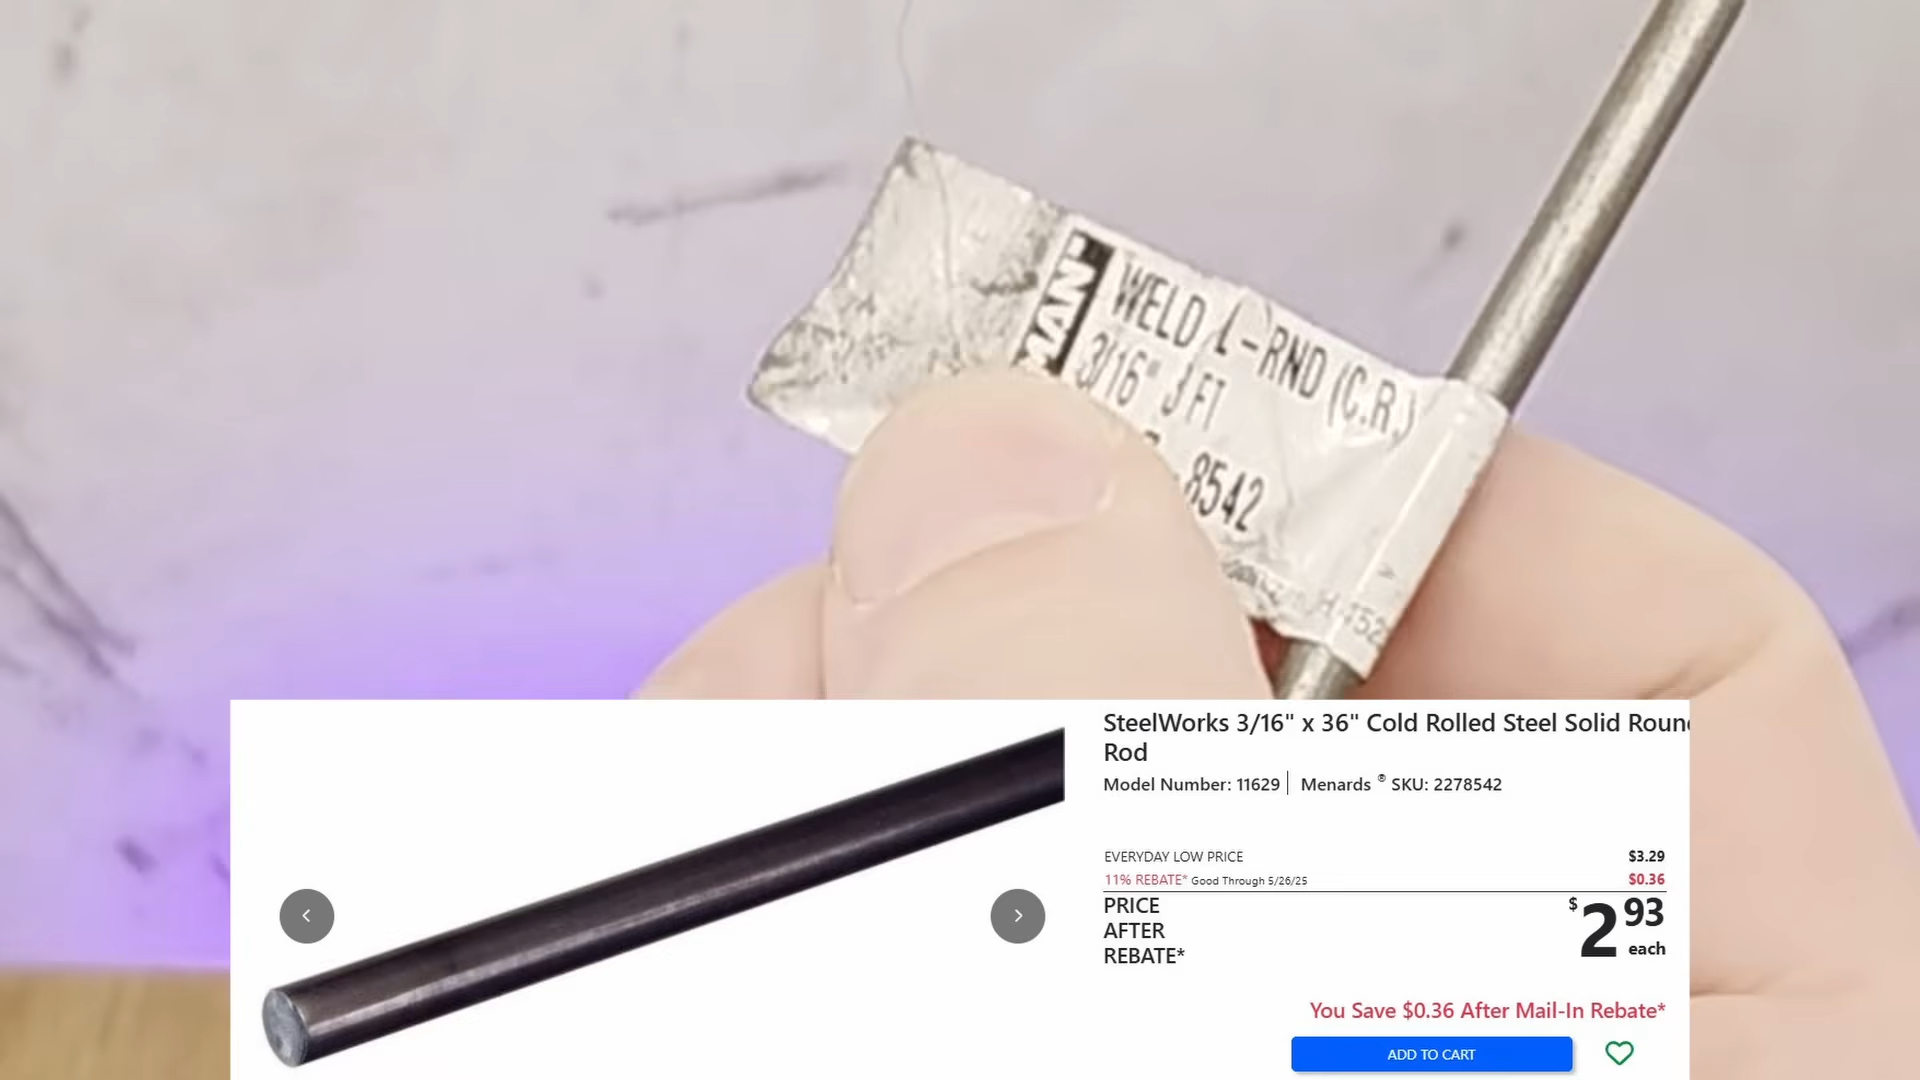 WELD
L-RND (C.R.)
3/16" 3 FT
8542
SteelWorks 3/16" x 36" Cold Rolled Steel Solid Roun
Rod
Model Number: 11629 | Menards ® SKU: 2278542
EVERYDAY LOW PRICE $3.29
11% REBATE* Good Through 5/26/25 $0.36
PRICE
AFTER
REBATE*
$2 93
each
You Save $0.36 After Mail-In Rebate*
ADD TO CART